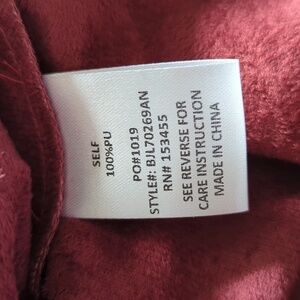 SELF
100%PU
PO#1019
STYLE#: BJL70269AN
RN# 153455
SEE REVERSE FOR
CARE INSTRUCTION
MADE IN CHINA